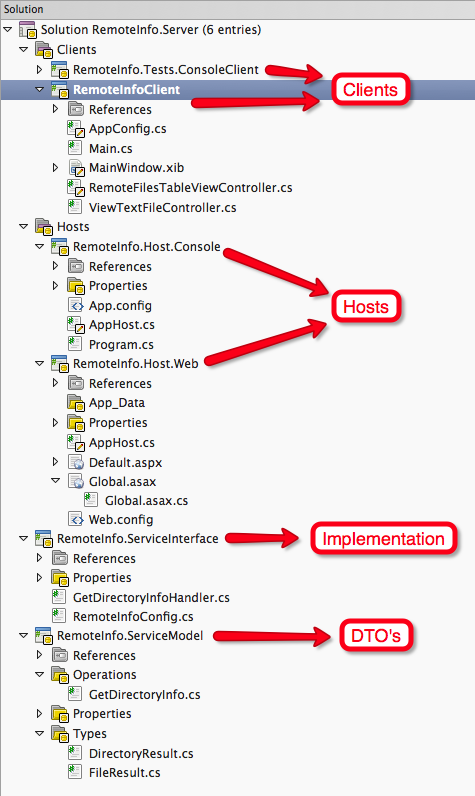 Solution
Solution RemoteInfo.Server (6 entries)
Clients
RemoteInfo.Tests.ConsoleClient
RemoteInfoClient
Clients
References
AppConfig.cs
Main.cs
MainWindow.xib
RemoteFilesTableViewController.cs
ViewTextFileController.cs
Hosts
RemoteInfo.Host.Console
References
Properties
App.config
Hosts
AppHost.cs
Program.cs
RemoteInfo.Host.Web
References
App_Data
Properties
AppHost.cs
Default.aspx
Global.asax
Global.asax.cs
Web.config
RemoteInfo.ServiceInterface
Implementation
References
Properties
GetDirectoryInfoHandler.cs
RemoteInfoConfig.cs
RemoteInfo.ServiceModel
DTO's
References
Operations
GetDirectoryInfo.cs
Properties
Types
DirectoryResult.cs
FileResult.cs